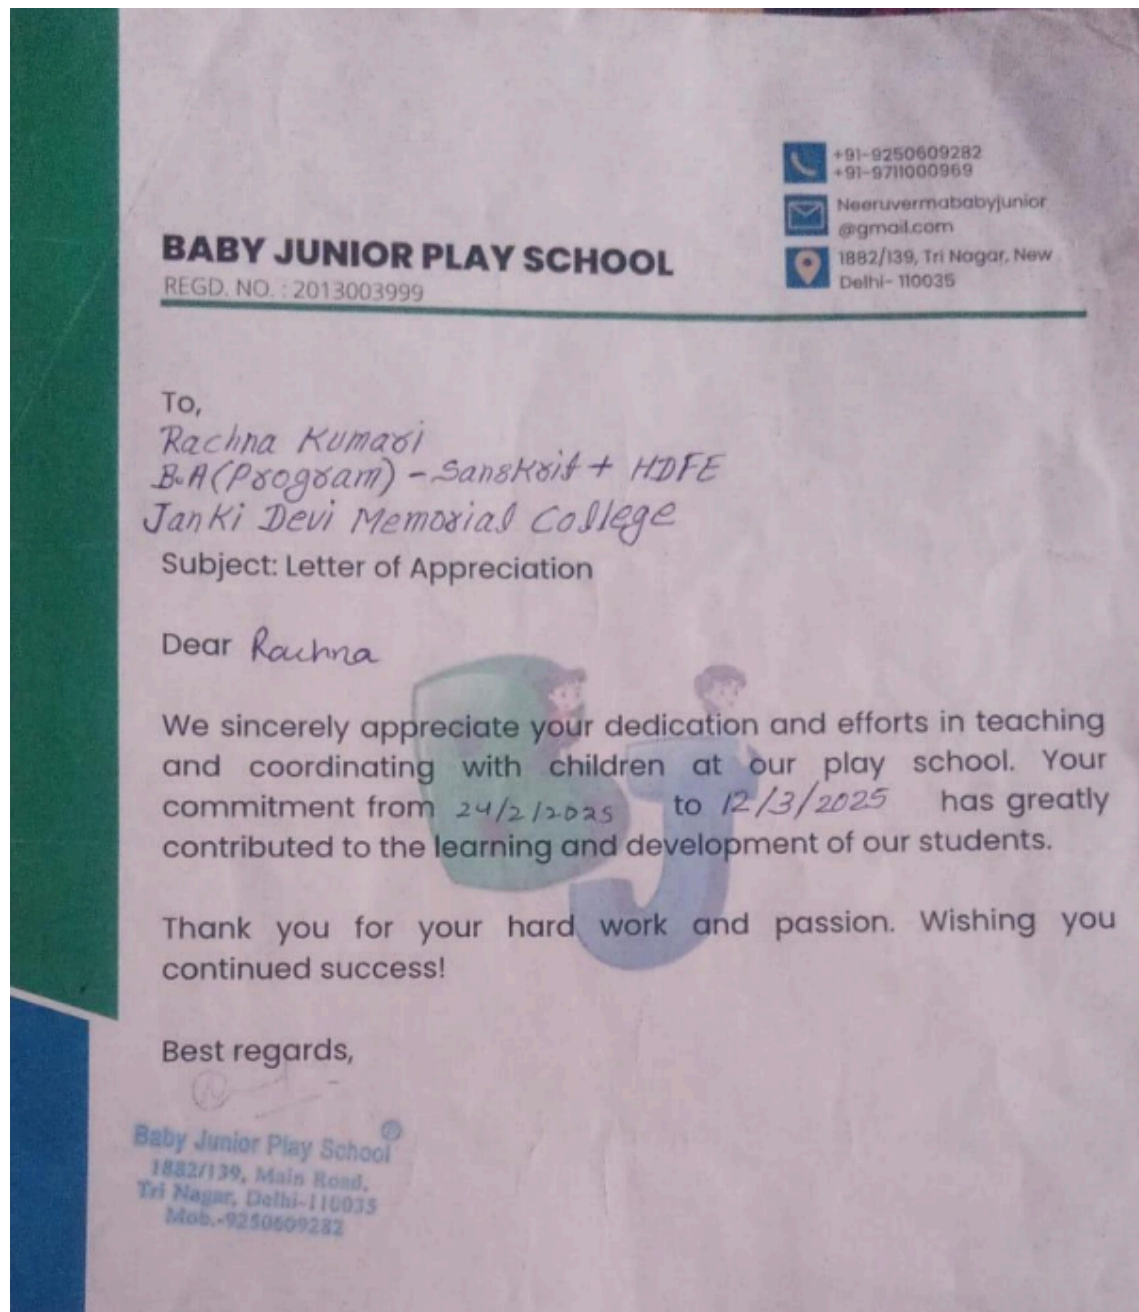 +91-9250609282
+91-9711000969
Neeruvermababyjunior
@gmail.com
1882/139, Tri Nagar, New
Delhi- 110035
BABY JUNIOR PLAY SCHOOL
REGD. NO. : 2013003999
To,
Rachna Kumari
B.A(Program) - Sanskrit + HDFE
Janki Devi Memorial College
Subject: Letter of Appreciation
Dear Rachna
We sincerely appreciate your dedication and efforts in teaching
and coordinating with children at our play school. Your
commitment from 24/2/2025 to 12/3/2025 has greatly
contributed to the learning and development of our students.
Thank you for your hard work and passion. Wishing you
continued success!
Best regards,
Baby Junior Play School ®
1882/139, Main Road,
Tri Nagar, Delhi-110035
Mob.-9250609282
BJ